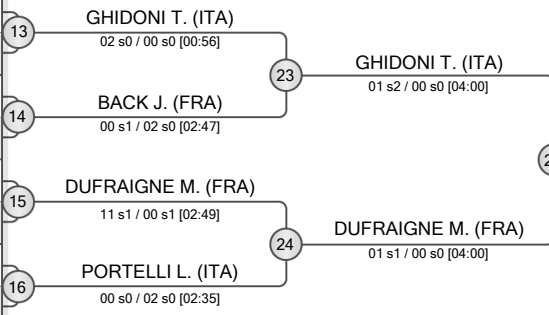 13
GHIDONI T. (ITA)
02 s0 / 00 s0 [00:56]
23
GHIDONI T. (ITA)
01 s2 / 00 s0 [04:00]
14
BACK J. (FRA)
00 s1 / 02 s0 [02:47]
15
DUFRAIGNE M. (FRA)
11 s1 / 00 s1 [02:49]
24
DUFRAIGNE M. (FRA)
01 s1 / 00 s0 [04:00]
16
PORTELLI L. (ITA)
00 s0 / 02 s0 [02:35]